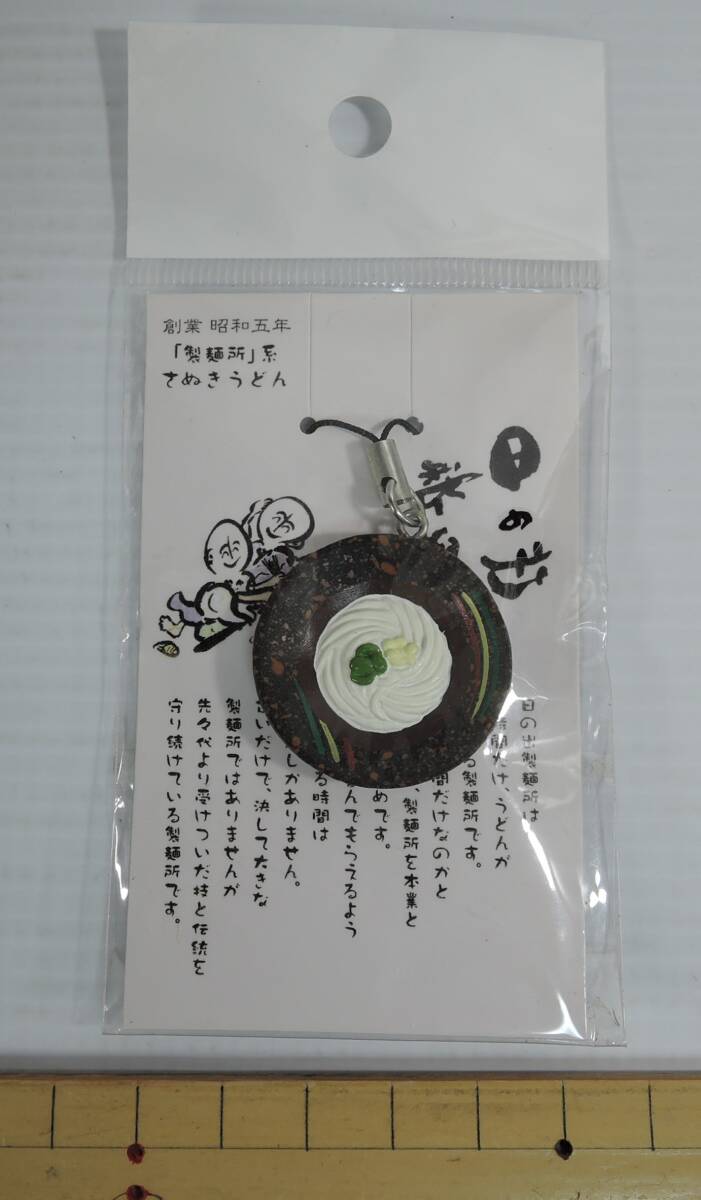 創業 昭和五年
「製麺所」系
さぬきうどん
日の出
日の出製麺所は
時間だけ、うどんが
る製麺所です。
間だけなのかと
、製麺所を本業と
めです。
んでもらえるよう
る時間は
しかありません。
だけで、決して大きな
製麺所ではありませんが
先々代より受けついだ技と伝統を
守り続けている製麺所です。